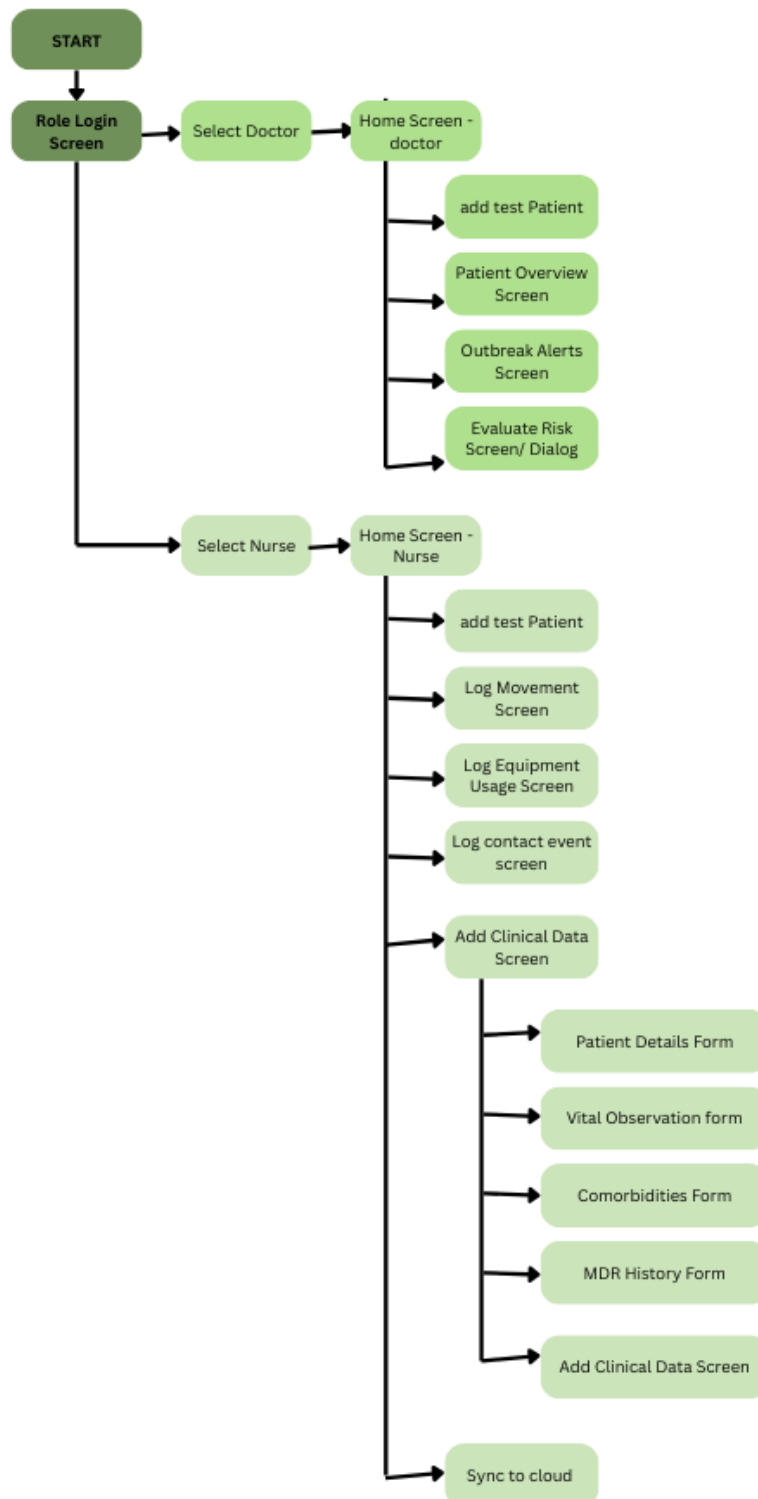 START
Role Login
Screen
Select Doctor
Home Screen -
doctor
add test Patient
Patient Overview
Screen
Outbreak Alerts
Screen
Evaluate Risk
Screen/ Dialog
Select Nurse
Home Screen -
Nurse
add test Patient
Log Movement
Screen
Log Equipment
Usage Screen
Log contact event
screen
Add Clinical Data
Screen
Patient Details Form
Vital Observation form
Comorbidities Form
MDR History Form
Add Clinical Data Screen
Sync to cloud